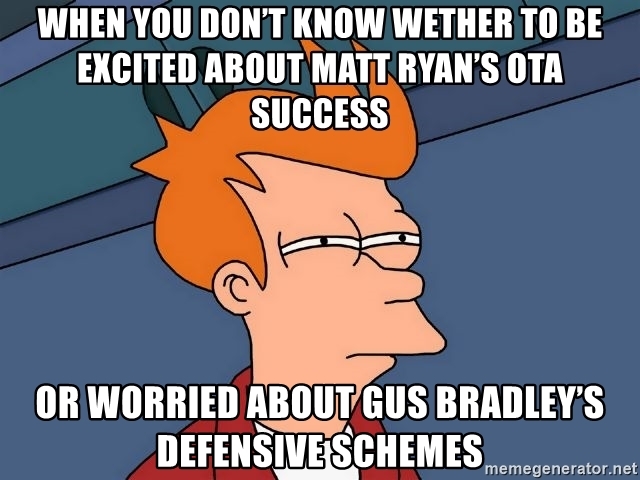 WHEN YOU DON'T KNOW WETHER TO BE
EXCITED ABOUT MATT RYAN'S OTA
SUCCESS
OR WORRIED ABOUT GUS BRADLEY'S
DEFENSIVE SCHEMES
memegenerator.net